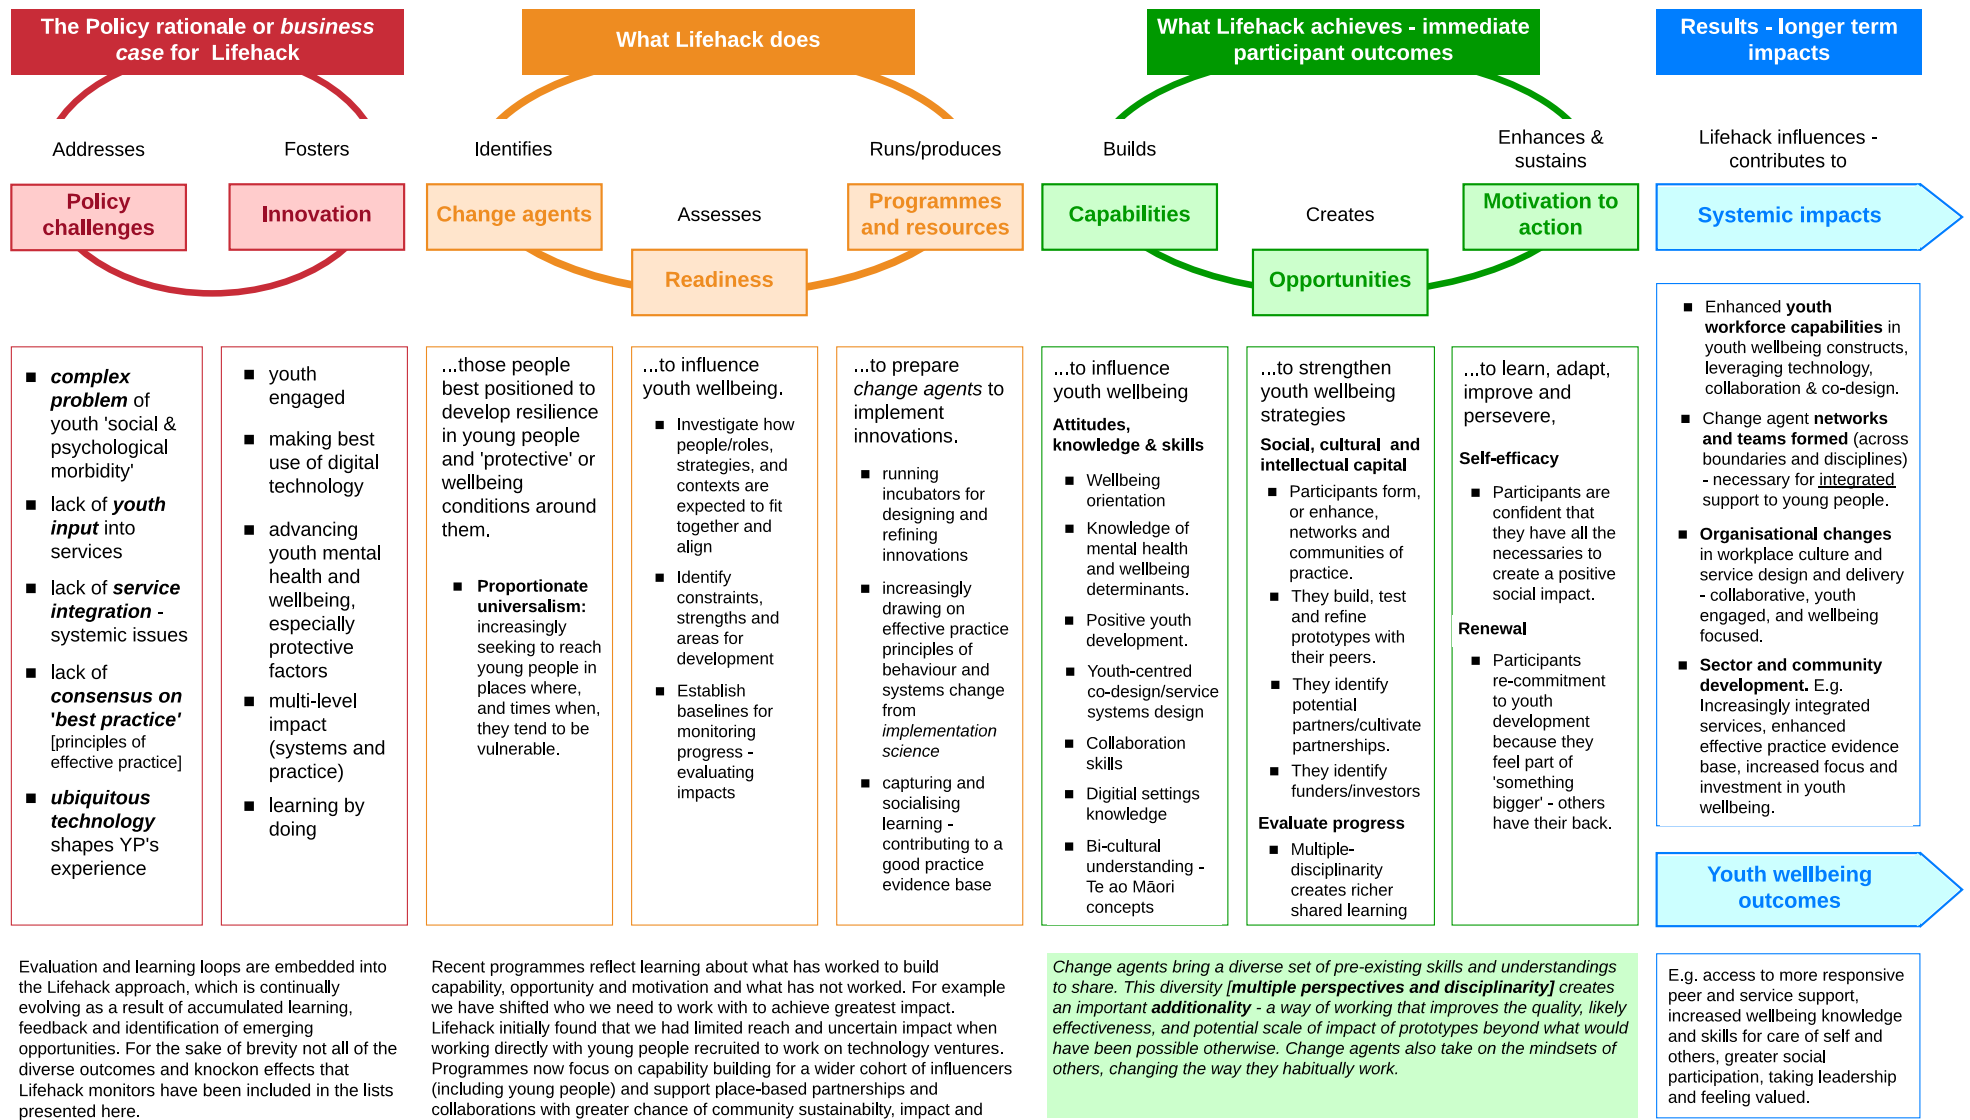 The Policy rationale or business
case for Lifehack
What Lifehack does
What Lifehack achieves - immediate
participant outcomes
Results - longer term
impacts
Addresses
Fosters
Identifies
Runs/produces
Builds
Enhances &
sustains
Lifehack influences -
contributes to
Policy
challenges
Innovation
Change agents
Assesses
Programmes
and resources
Capabilities
Creates
Motivation to
action
Systemic impacts
Readiness
Opportunities
complex
problem of
youth 'social &
psychological
morbidity'
lack of youth
input into
services
lack of service
integration -
systemic issues
lack of
consensus on
'best practice'
[principles of
effective practice]
ubiquitous
technology
shapes YP's
experience
youth
engaged
making best
use of digital
technology
advancing
youth mental
health and
wellbeing,
especially
protective
factors
multi-level
impact
(systems and
practice)
learning by
doing
...those people
best positioned to
develop resilience
in young people
and 'protective' or
wellbeing
conditions around
them.
Proportionate
universalism:
increasingly
seeking to reach
young people in
places where,
and times when,
they tend to be
vulnerable.
...to influence
youth wellbeing.
Investigate how
people/roles,
strategies, and
contexts are
expected to fit
together and
align
Identify
constraints,
strengths and
areas for
development
Establish
baselines for
monitoring
progress -
evaluating
impacts
...to prepare
change agents to
implement
innovations.
running
incubators for
designing and
refining
innovations
increasingly
drawing on
effective practice
principles of
behaviour and
systems change
from
implementation
science
capturing and
socialising
learning -
contributing to a
good practice
evidence base
...to influence
youth wellbeing
Attitudes,
knowledge & skills
Wellbeing
orientation
Knowledge of
mental health
and wellbeing
determinants.
Positive youth
development.
Youth-centred
co-design/service
systems design
Collaboration
skills
Digitial settings
knowledge
Bi-cultural
understanding -
Te ao Māori
concepts
...to strengthen
youth wellbeing
strategies
Social, cultural and
intellectual capital
Participants form,
or enhance,
networks and
communities of
practice.
They build, test
and refine
prototypes with
their peers.
They identify
potential
partners/cultivate
partnerships.
They identify
funders/investors
Evaluate progress
Multiple-
disciplinarity
creates richer
shared learning
...to learn, adapt,
improve and
persevere,
Self-efficacy
Participants are
confident that
they have all the
necessaries to
create a positive
social impact.
Renewal
Participants
re-commitment
to youth
development
because they
feel part of
'something
bigger' - others
have their back.
Enhanced youth
workforce capabilities in
youth wellbeing constructs,
leveraging technology,
collaboration & co-design.
Change agent networks
and teams formed (across
boundaries and disciplines)
- necessary for integrated
support to young people.
Organisational changes
in workplace culture and
service design and delivery
- collaborative, youth
engaged, and wellbeing
focused.
Sector and community
development. E.g.
Increasingly integrated
services, enhanced
effective practice evidence
base, increased focus and
investment in youth
wellbeing.
Youth wellbeing
outcomes
Evaluation and learning loops are embedded into
the Lifehack approach, which is continually
evolving as a result of accumulated learning,
feedback and identification of emerging
opportunities. For the sake of brevity not all of the
diverse outcomes and knockon effects that
Lifehack monitors have been included in the lists
presented here.
Recent programmes reflect learning about what has worked to build
capability, opportunity and motivation and what has not worked. For example
we have shifted who we need to work with to achieve greatest impact.
Lifehack initially found that we had limited reach and uncertain impact when
working directly with young people recruited to work on technology ventures.
Programmes now focus on capability building for a wider cohort of influencers
(including young people) and support place-based partnerships and
collaborations with greater chance of community sustainabilty, impact and
Change agents bring a diverse set of pre-existing skills and understandings
to share. This diversity [multiple perspectives and disciplinarity] creates
an important additionality - a way of working that improves the quality, likely
effectiveness, and potential scale of impact of prototypes beyond what would
have been possible otherwise. Change agents also take on the mindsets of
others, changing the way they habitually work.
E.g. access to more responsive
peer and service support,
increased wellbeing knowledge
and skills for care of self and
others, greater social
participation, taking leadership
and feeling valued.